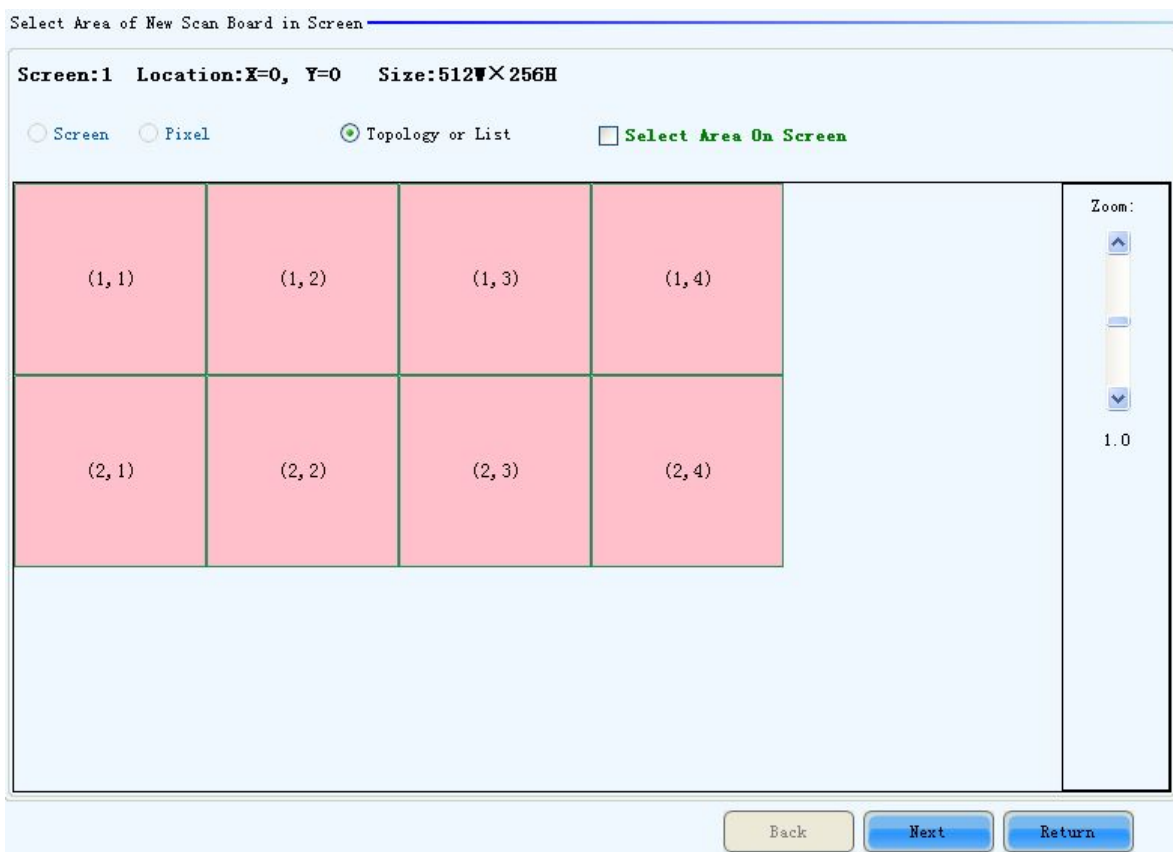 Select Area of New Scan Board in Screen
Screen:1 Location:X=0, Y=0 Size:512W×256H
Screen Pixel Topology or List Select Area On Screen
Zoom:
(1,1) (1,2) (1,3) (1,4)
1.0
(2,1) (2,2) (2,3) (2,4)
Back Next Return